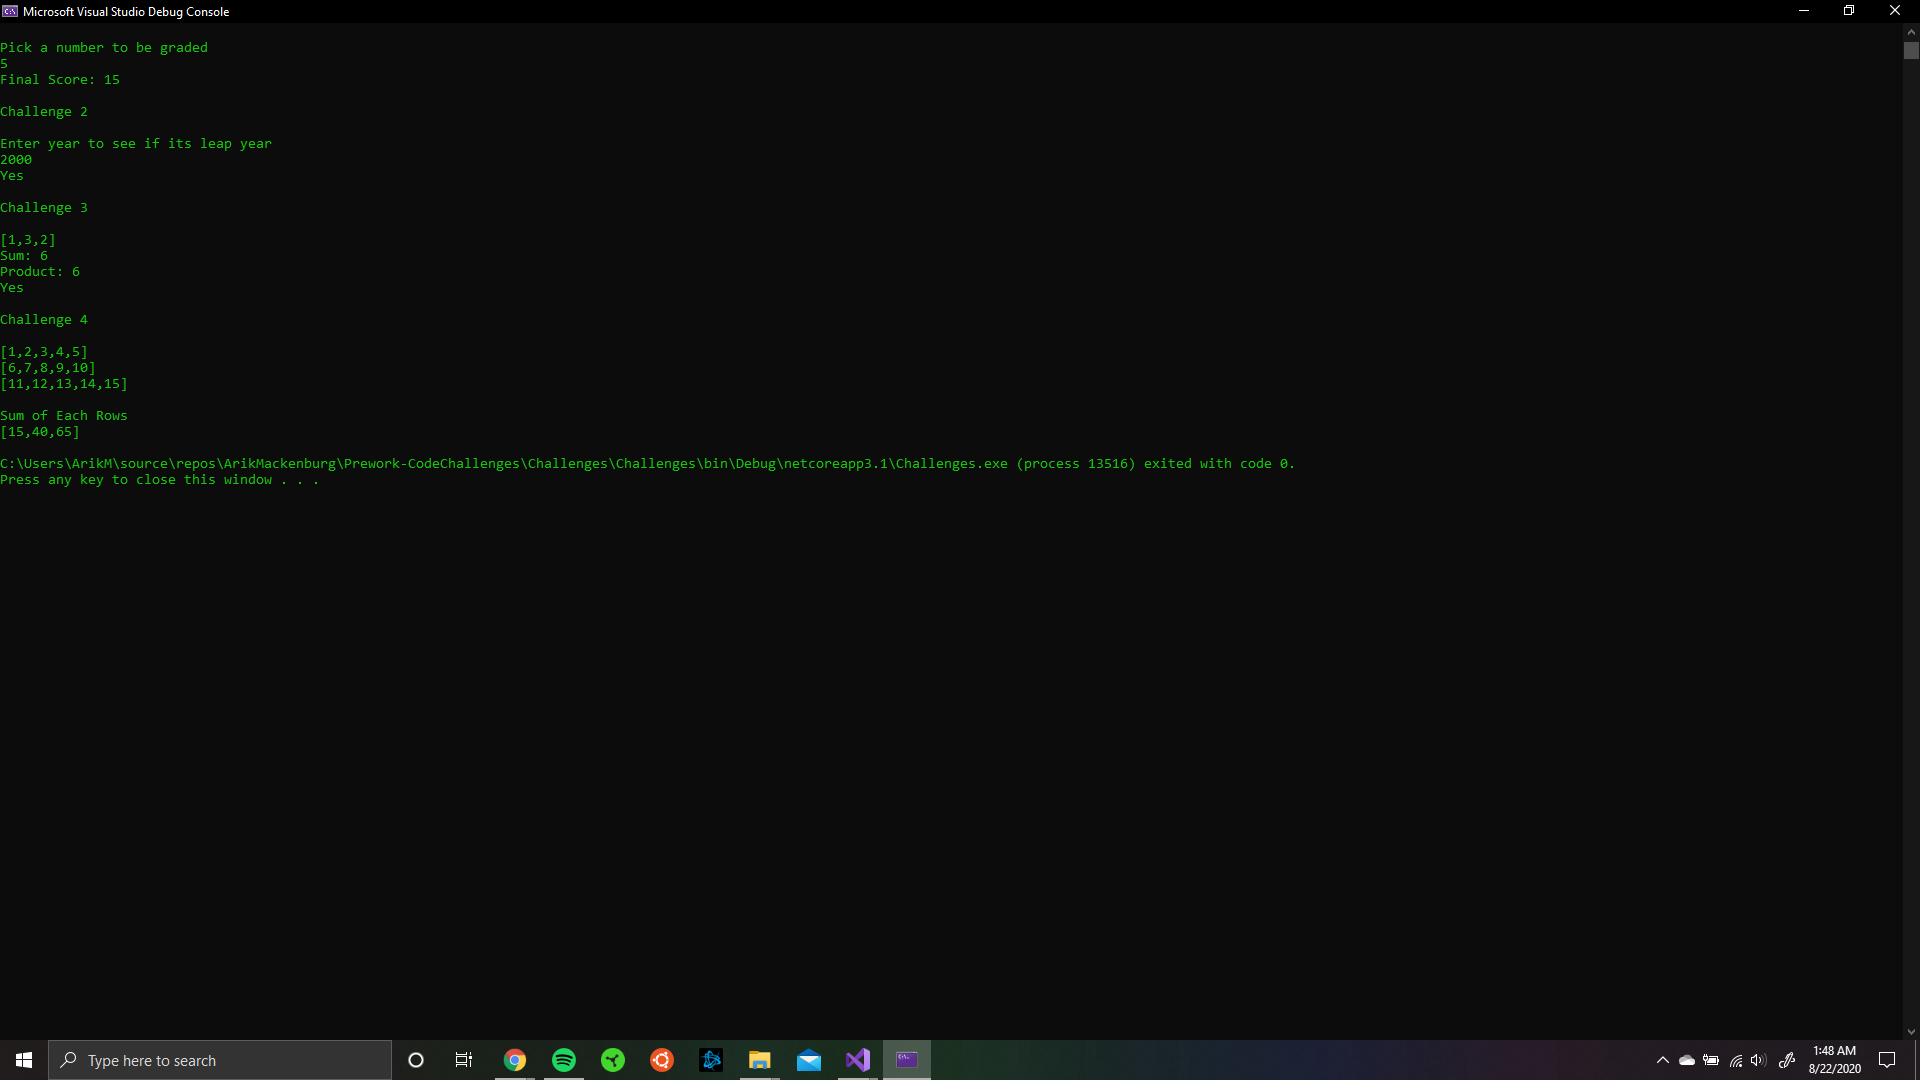 Microsoft Visual Studio Debug Console
Pick a number to be graded
5
Final Score: 15
Challenge 2
Enter year to see if its leap year
2000
Yes
Challenge 3
[1,3,2]
Sum: 6
Product: 6
Yes
Challenge 4
[1,2,3,4,5]
[6,7,8,9,10]
[11,12,13,14,15]
Sum of Each Rows
[15,40,65]
C:\Users\ArikM\source\repos\ArikMackenburg\Prework-CodeChallenges\Challenges\Challenges\bin\Debug\netcoreapp3.1\Challenges.exe (process 13516) exited with code 0.
Press any key to close this window . . .
Type here to search
1:48 AM
8/22/2020